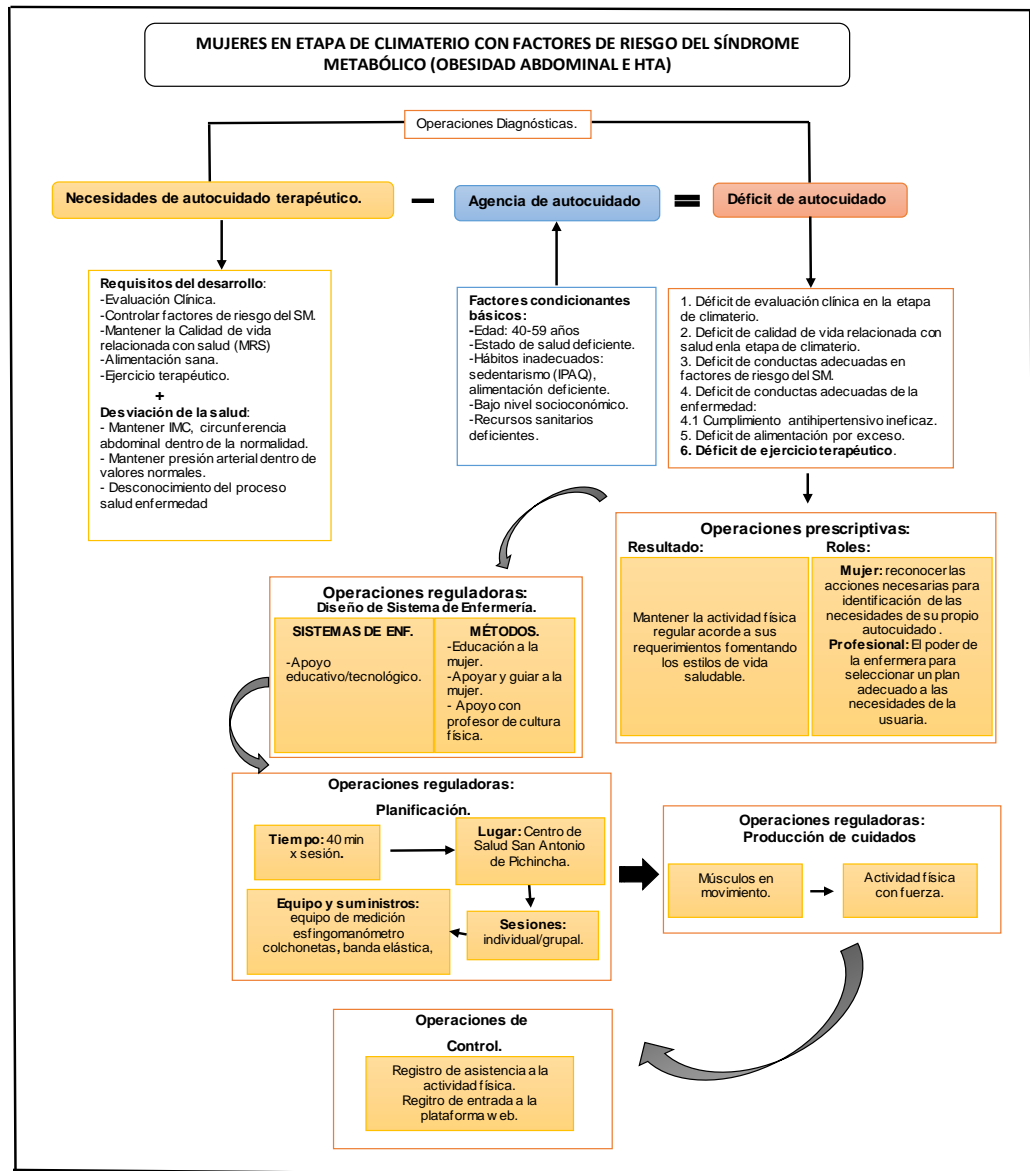 MUJERES EN ETAPA DE CLIMATERIO CON FACTORES DE RIESGO DEL SÍNDROME
METABÓLICO (OBESIDAD ABDOMINAL E HTA)
Operaciones Diagnósticas.
Necesidades de autocuidado terapéutico.
Agencia de autocuidado
Déficit de autocuidado
Requisitos del desarrollo:
-Evaluación Clínica.
-Controlar factores de riesgo del SM.
-Mantener la Calidad de vida
relacionada con salud (MRS)
-Alimentación sana.
-Ejercicio terapéutico.
+
Desviación de la salud:
- Mantener IMC, circunferencia
abdominal dentro de la normalidad.
- Mantener presión arterial dentro de
valores normales.
- Desconocimiento del proceso
salud enfermedad
Factores condicionantes
básicos:
-Edad: 40-59 años
-Estado de salud deficiente.
-Hábitos inadecuados:
sedentarismo (IPAQ),
alimentación deficiente.
-Bajo nivel socioeconómico.
-Recursos sanitarios
deficientes.
1. Déficit de evaluación clínica en la etapa
de climaterio.
2. Deficit de calidad de vida relacionada con
salud enla etapa de climaterio.
3. Deficit de conductas adecuadas en
factores de riesgo del SM.
4. Deficit de conductas adecuadas de la
enfermedad:
4.1 Cumplimiento antihipertensivo ineficaz.
5. Deficit de alimentación por exceso.
6. Déficit de ejercicio terapéutico.
Operaciones prescriptivas:
Resultado:
Roles:
Mantener la actividad física
regular acorde a sus
requerimientos fomentando
los estilos de vida
saludable.
Mujer: reconocer las
acciones necesarias para
identificación de las
necesidades de su propio
autocuidado .
Profesional: El poder de
la enfermera para
seleccionar un plan
adecuado a las
necesidades de la
usuaria.
Operaciones reguladoras:
Diseño de Sistema de Enfermería.
SISTEMAS DE ENF.
-Apoyo
educativo/tecnológico.
MÉTODOS.
-Educación a la
mujer.
-Apoyar y guiar a la
mujer.
- Apoyo con
profesor de cultura
física.
Operaciones reguladoras:
Planificación.
Tiempo: 40 min
x sesión.
Lugar: Centro de
Salud San Antonio
de Pichincha.
Equipo y suministros:
equipo de medición
esfingomanómetro
colchonetas, banda elástica,
Sesiones:
individual/grupal.
Operaciones reguladoras:
Producción de cuidados
Músculos en
movimiento.
Actividad física
con fuerza.
Operaciones de
Control.
Registro de asistencia a la
actividad física.
Regitro de entrada a la
plataforma web.